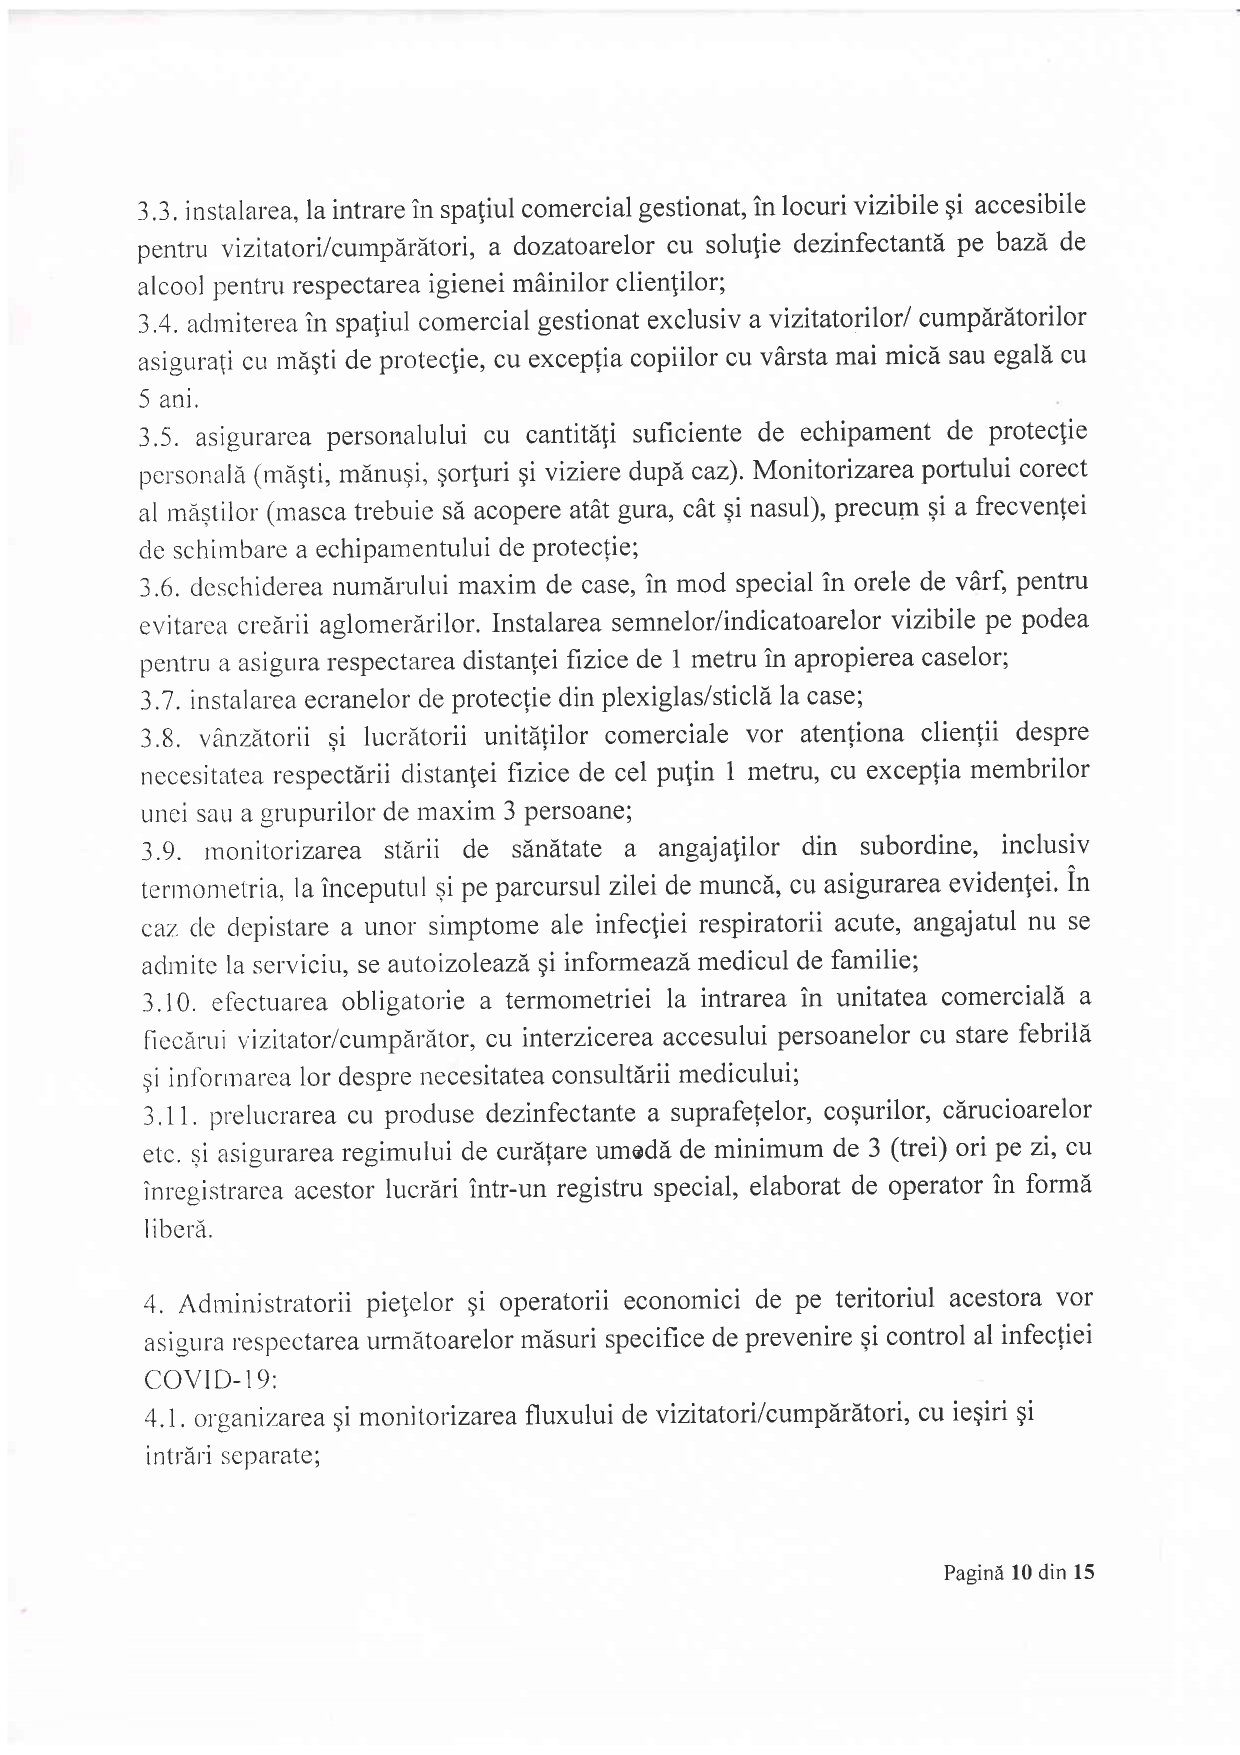 3.3. instalarea, la intrare în spaţiul comercial gestionat, în locuri vizibile şi accesibile
pentru vizitatori/cumpărători, a dozatoarelor cu soluţie dezinfectantă pe bază de
alcool pentru respectarea igienei mâinilor clienţilor;
3.4. admiterea în spaţiul comercial gestionat exclusiv a vizitatorilor/ cumpărătorilor
asigurați cu măşti de protecţie, cu excepția copiilor cu vârsta mai mică sau egală cu
5 ani.
3.5. asigurarea personalului cu cantităţi suficiente de echipament de protecţie
personală (măşti, mănuşi, şorţuri şi viziere după caz). Monitorizarea portului corect
al măștilor (masca trebuie să acopere atât gura, cât și nasul), precum și a frecvenței
de schimbare a echipamentului de protecție;
3.6. deschiderea numărului maxim de case, în mod special în orele de vârf, pentru
evitarea creării aglomerărilor. Instalarea semnelor/indicatoarelor vizibile pe podea
pentru a asigura respectarea distanței fizice de 1 metru în apropierea caselor;
3.7. instalarea ecranelor de protecție din plexiglas/sticlă la case;
3.8. vânzătorii și lucrătorii unităților comerciale vor atenționa clienții despre
necesitatea respectării distanţei fizice de cel puţin 1 metru, cu excepția membrilor
unei sau a grupurilor de maxim 3 persoane;
3.9. monitorizarea stării de sănătate a angajaţilor din subordine, inclusiv
termometria, la începutul și pe parcursul zilei de muncă, cu asigurarea evidenţei. În
caz de depistare a unor simptome ale infecţiei respiratorii acute, angajatul nu se
admite la serviciu, se autoizolează şi informează medicul de familie;
3.10. efectuarea obligatorie a termometriei la intrarea în unitatea comercială a
fiecărui vizitator/cumpărător, cu interzicerea accesului persoanelor cu stare febrilă
şi informarea lor despre necesitatea consultării medicului;
3.11. prelucrarea cu produse dezinfectante a suprafețelor, coșurilor, cărucioarelor
etc. și asigurarea regimului de curățare umedă de minimum de 3 (trei) ori pe zi, cu
înregistrarea acestor lucrări într-un registru special, elaborat de operator în formă
liberă.
4. Administratorii pieţelor şi operatorii economici de pe teritoriul acestora vor
asigura respectarea următoarelor măsuri specifice de prevenire și control al infecției
COVID-19:
4.1. organizarea şi monitorizarea fluxului de vizitatori/cumpărători, cu ieşiri şi
intrări separate;
Pagină 10 din 15